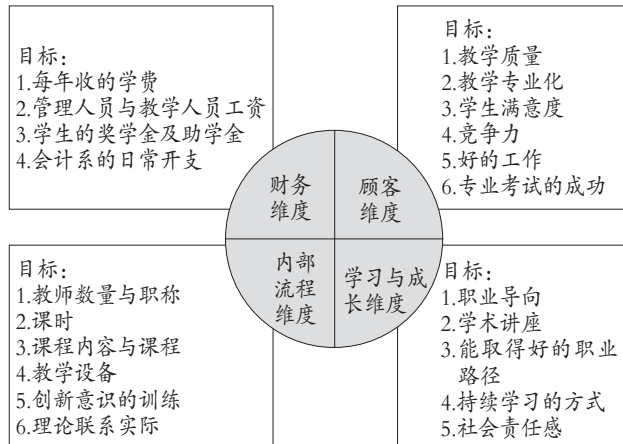 目标：
1.每年收的学费
2.管理人员与教学人员工资
3.学生的奖学金及助学金
4.会计系的日常开支
目标：
1.教学质量
2.教学专业化
3.学生满意度
4.竞争力
5.好的工作
6.专业考试的成功
财务
维度
顾客
维度
内部
流程
维度
学习与成
长维度
目标：
1.教师数量与职称
2.课时
3.课程内容与课程
4.教学设备
5.创新意识的训练
6.理论联系实际
目标：
1.职业导向
2.学术讲座
3.能取得好的职业
路径
4.持续学习的方式
5.社会责任感